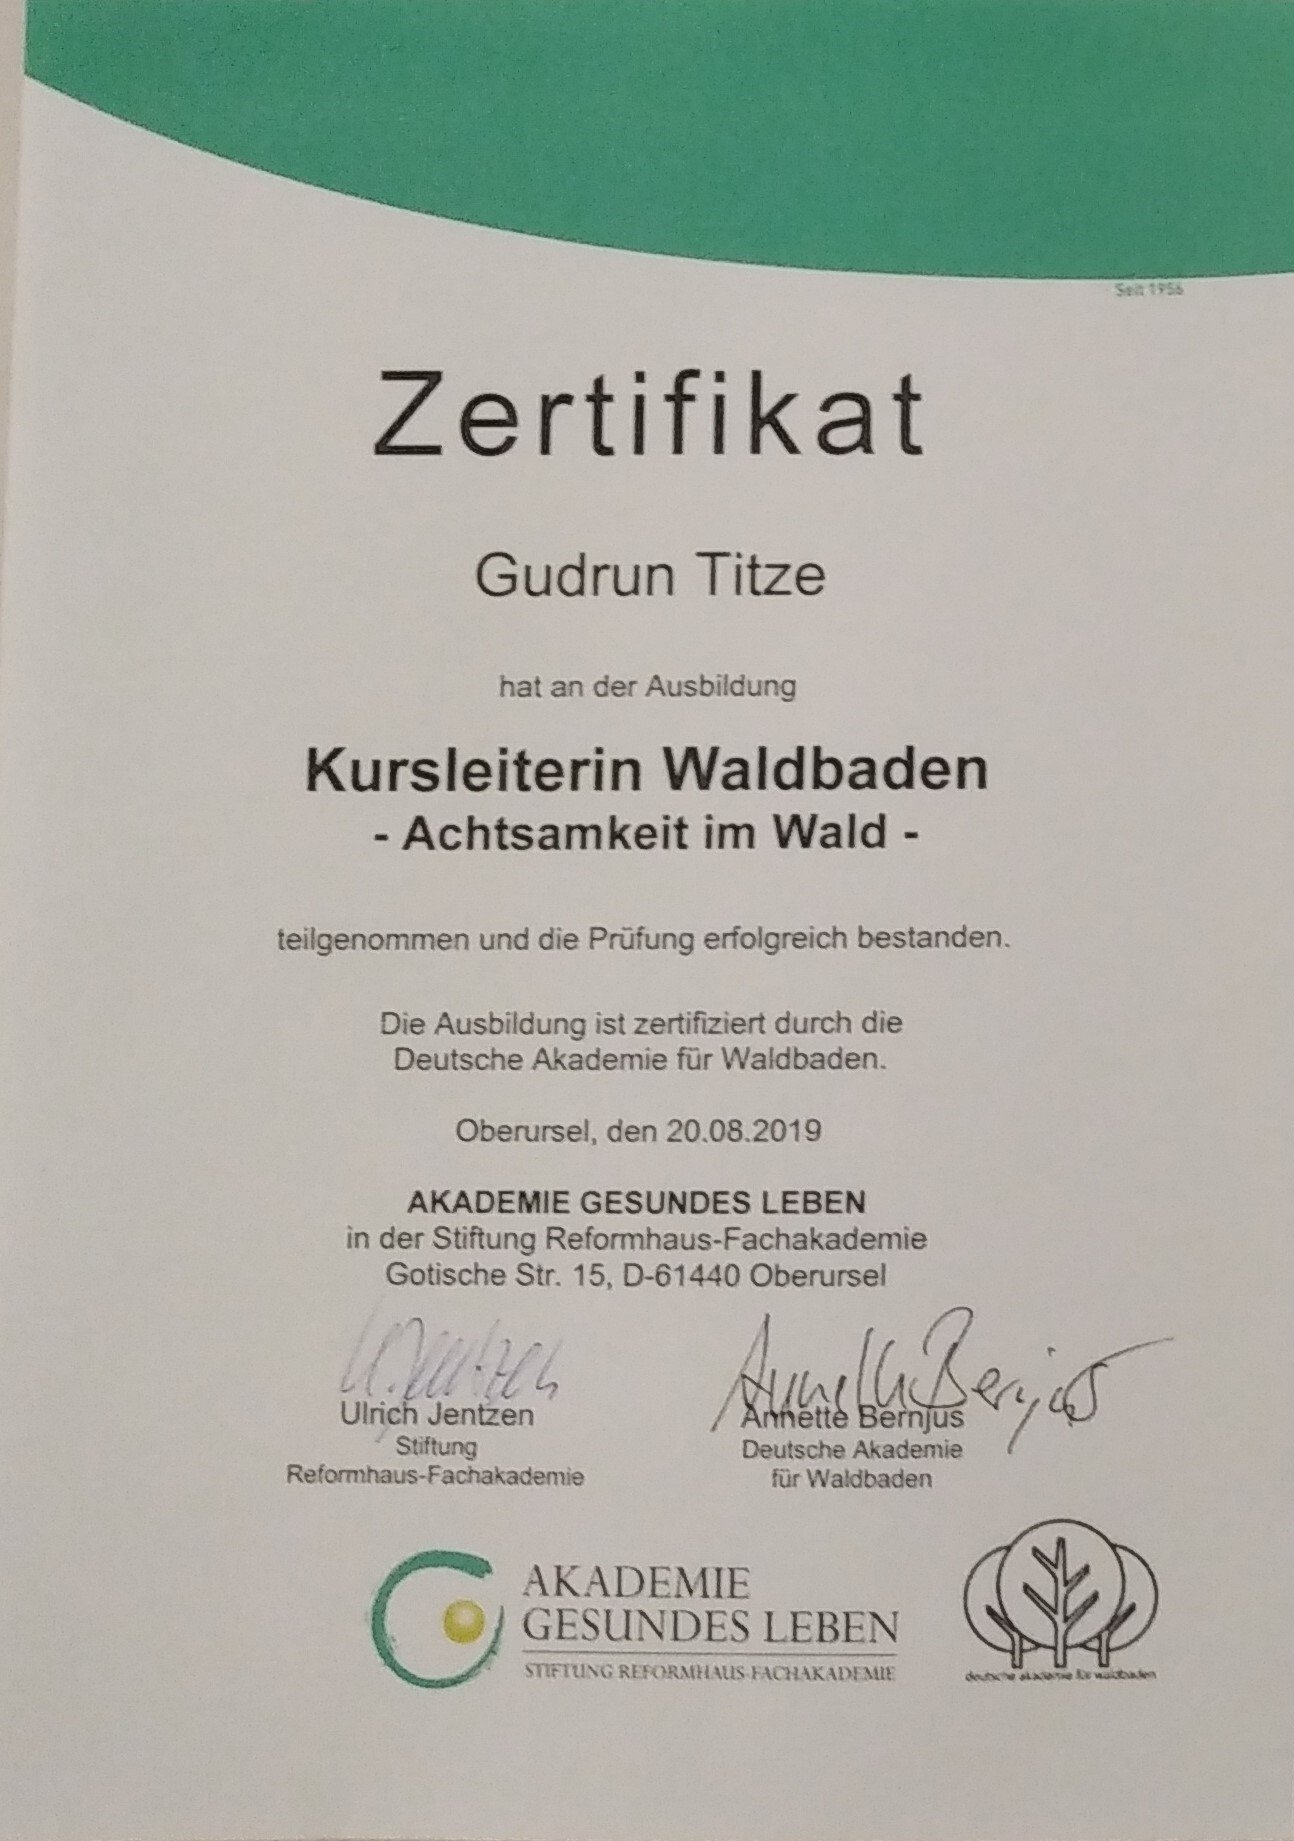 Seit 1956
Zertifikat
Gudrun Titze
hat an der Ausbildung
Kursleiterin Waldbaden
- Achtsamkeit im Wald -
teilgenommen und die Prüfung erfolgreich bestanden.
Die Ausbildung ist zertifiziert durch die
Deutsche Akademie für Waldbaden.
Oberursel, den 20.08.2019
AKADEMIE GESUNDES LEBEN
in der Stiftung Reformhaus-Fachakademie
Gotische Str. 15, D-61440 Oberursel
U. Jentzen
Annette Bernjus
Ulrich Jentzen
Stiftung
Reformhaus-Fachakademie
Annette Bernjus
Deutsche Akademie
für Waldbaden
AKADEMIE
GESUNDES LEBEN
STIFTUNG REFORMHAUS-FACHAKADEMIE
deutsche akademie für waldbaden